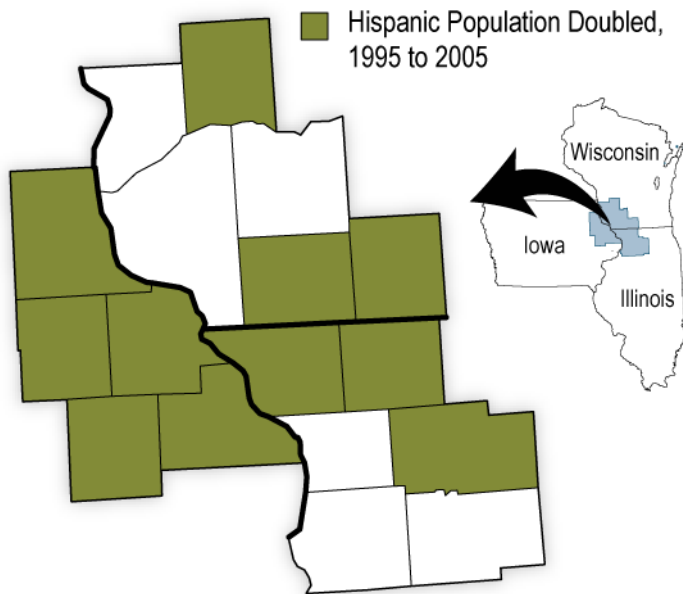 Hispanic Population Doubled,
1995 to 2005
Wisconsin
Iowa
Illinois